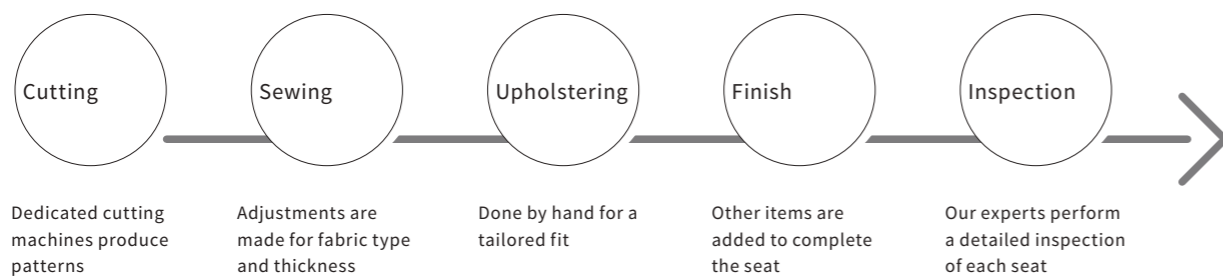 Cutting
Sewing
Upholstering
Finish
Inspection
Dedicated cutting
machines produce
patterns
Adjustments are
made for fabric type
and thickness
Done by hand for a
tailored fit
Other items are
added to complete
the seat
Our experts perform
a detailed inspection
of each seat